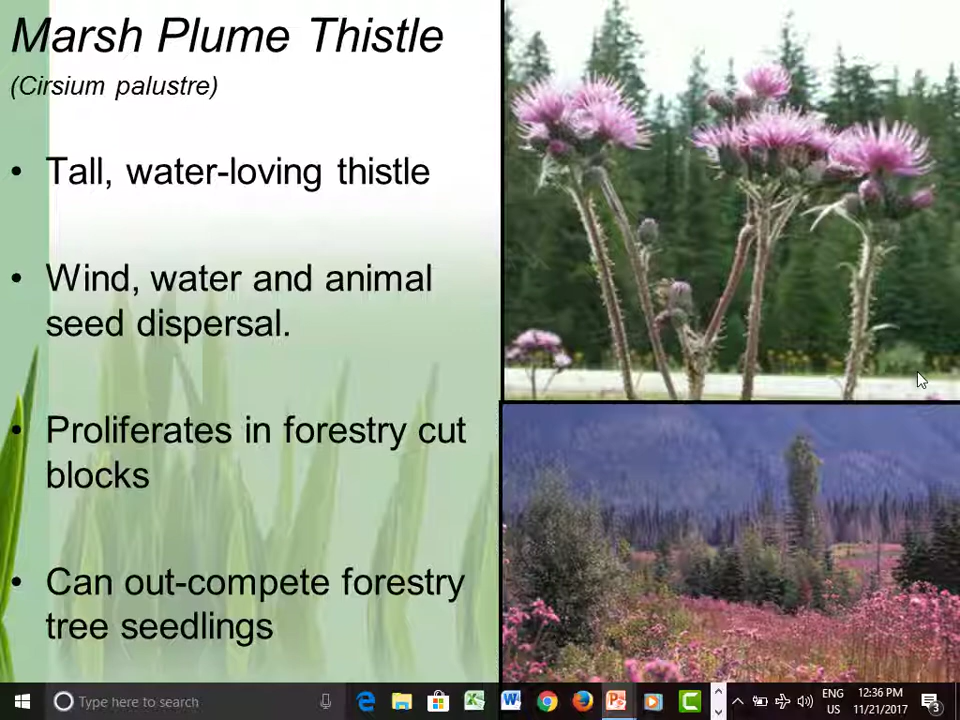 Marsh Plume Thistle
(Cirsium palustre)
• Tall, water-loving thistle
• Wind, water and animal
seed dispersal.
• Proliferates in forestry cut
blocks
• Can out-compete forestry
tree seedlings
Type here to search
ENG
US
12:36 PM
11/21/2017
3